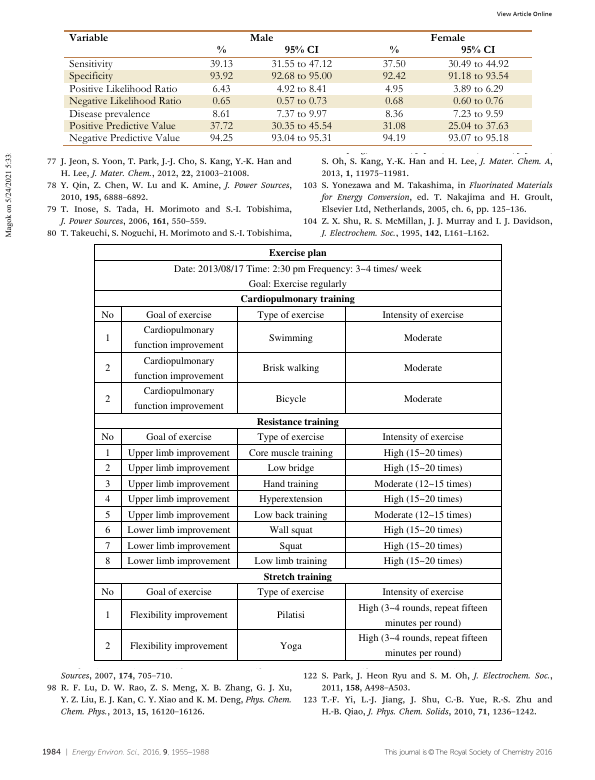 View Article Online
Variable Male Female
% 95% CI % 95% CI
Sensitivity 39.13 31.55 to 47.12 37.50 30.49 to 44.92
Specificity 93.92 92.68 to 95.00 92.42 91.18 to 93.54
Positive Likelihood Ratio 6.43 4.92 to 8.41 4.95 3.89 to 6.29
Negative Likelihood Ratio 0.65 0.57 to 0.73 0.68 0.60 to 0.76
Disease prevalence 8.61 7.37 to 9.97 8.36 7.23 to 9.59
Positive Predictive Value 37.72 30.35 to 45.54 31.08 25.04 to 37.63
Negative Predictive Value 94.25 93.04 to 95.31 94.19 93.07 to 95.18
Magak on 5/24/2021 5:33
77 J. Jeon, S. Yoon, T. Park, J.-J. Cho, S. Kang, Y.-K. Han and
H. Lee, J. Mater. Chem., 2012, 22, 21003–21008.
78 Y. Qin, Z. Chen, W. Lu and K. Amine, J. Power Sources,
2010, 195, 6888–6892.
79 T. Inose, S. Tada, H. Morimoto and S.-I. Tobishima,
J. Power Sources, 2006, 161, 550–559.
80 T. Takeuchi, S. Noguchi, H. Morimoto and S.-I. Tobishima,
S. Oh, S. Kang, Y.-K. Han and H. Lee, J. Mater. Chem. A,
2013, 1, 11975–11981.
103 S. Yonezawa and M. Takashima, in Fluorinated Materials
for Energy Conversion, ed. T. Nakajima and H. Groult,
Elsevier Ltd, Netherlands, 2005, ch. 6, pp. 125–136.
104 Z. X. Shu, R. S. McMillan, J. J. Murray and I. J. Davidson,
J. Electrochem. Soc., 1995, 142, L161–L162.
Exercise plan
Date: 2013/08/17 Time: 2:30 pm Frequency: 3~4 times/ week
Goal: Exercise regularly
Cardiopulmonary training
No Goal of exercise Type of exercise Intensity of exercise
1 Cardiopulmonary function improvement Swimming Moderate
2 Cardiopulmonary function improvement Brisk walking Moderate
2 Cardiopulmonary function improvement Bicycle Moderate
Resistance training
No Goal of exercise Type of exercise Intensity of exercise
1 Upper limb improvement Core muscle training High (15~20 times)
2 Upper limb improvement Low bridge High (15~20 times)
3 Upper limb improvement Hand training Moderate (12~15 times)
4 Upper limb improvement Hyperextension High (15~20 times)
5 Upper limb improvement Low back training Moderate (12~15 times)
6 Lower limb improvement Wall squat High (15~20 times)
7 Lower limb improvement Squat High (15~20 times)
8 Lower limb improvement Low limb training High (15~20 times)
Stretch training
No Goal of exercise Type of exercise Intensity of exercise
1 Flexibility improvement Pilatisi High (3~4 rounds, repeat fifteen minutes per round)
2 Flexibility improvement Yoga High (3~4 rounds, repeat fifteen minutes per round)
Sources, 2007, 174, 705–710.
98 R. F. Lu, D. W. Rao, Z. S. Meng, X. B. Zhang, G. J. Xu,
Y. Z. Liu, E. J. Kan, C. Y. Xiao and K. M. Deng, Phys. Chem.
Chem. Phys., 2013, 15, 16120–16126.
122 S. Park, J. Heon Ryu and S. M. Oh, J. Electrochem. Soc.,
2011, 158, A498–A503.
123 T.-F. Yi, L.-J. Jiang, J. Shu, C.-B. Yue, R.-S. Zhu and
H.-B. Qiao, J. Phys. Chem. Solids, 2010, 71, 1236–1242.
1984 | Energy Environ. Sci., 2016, 9, 1955–1988
This journal is © The Royal Society of Chemistry 2016